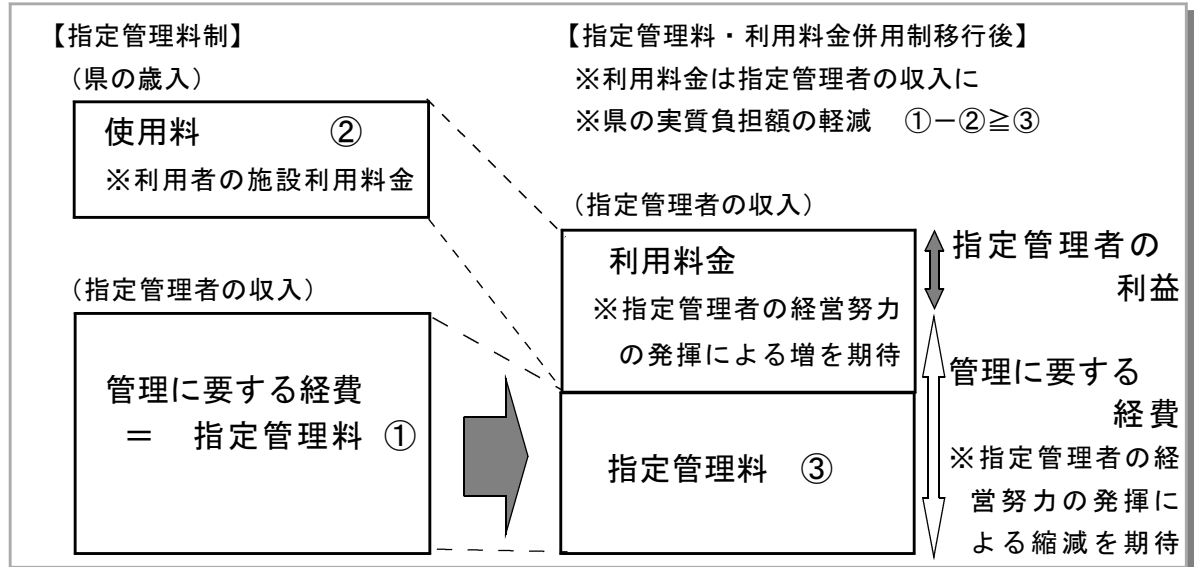 【指定管理料制】
（県の歳入）
使用料　②
※利用者の施設利用料金
（指定管理者の収入）
管理に要する経費
＝　指定管理料　①
【指定管理料・利用料金併用制移行後】
※利用料金は指定管理者の収入に
※県の実質負担額の軽減　①－②≧③
（指定管理者の収入）
利用料金
※指定管理者の経営努力
の発揮による増を期待
指定管理料　③
指定管理者の
利益
管理に要する
経費
※指定管理者の経
営努力の発揮に
よる縮減を期待